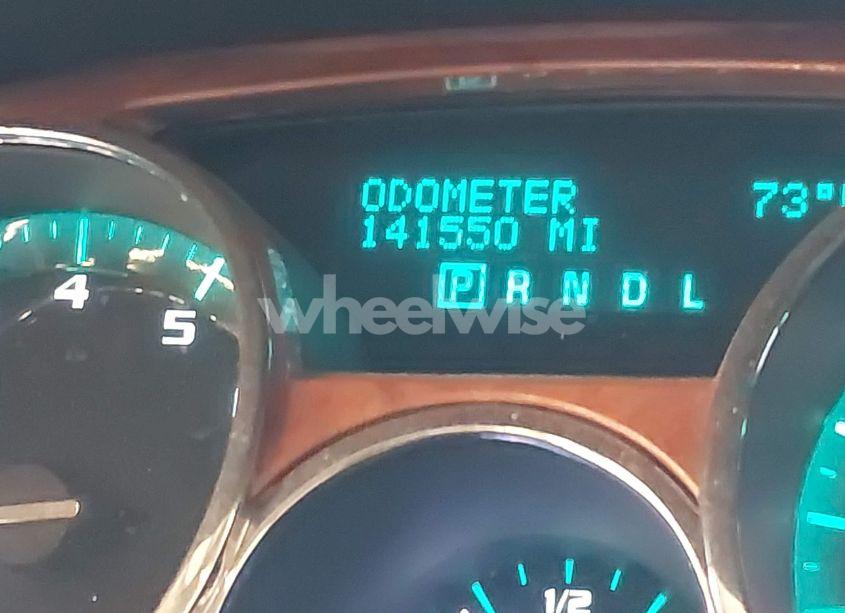 ODOMETER
73°
141550 MI
P R N D L
4
5
wheelwise
1/2